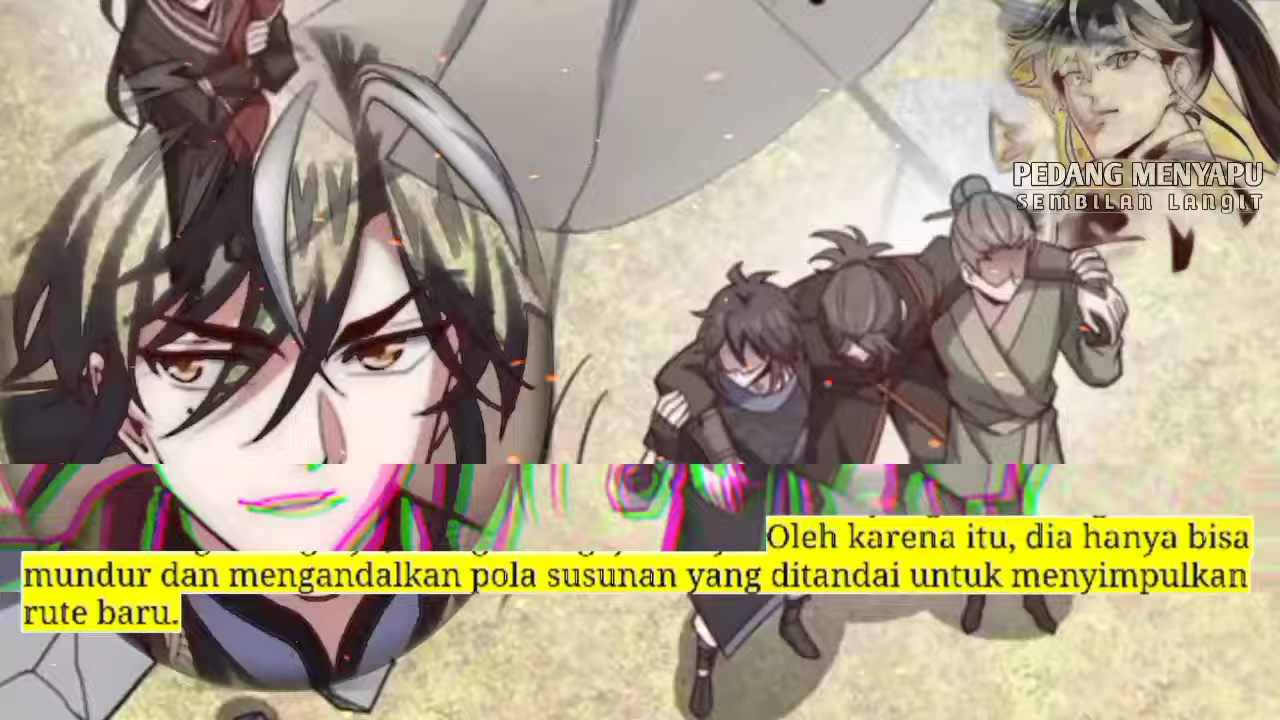 PEDANG MENYAPU
SEMBILAN LANGIT
Oleh karena itu, dia hanya bisa
mundur dan mengandalkan pola susunan yang ditandai untuk menyimpulkan
rute baru.